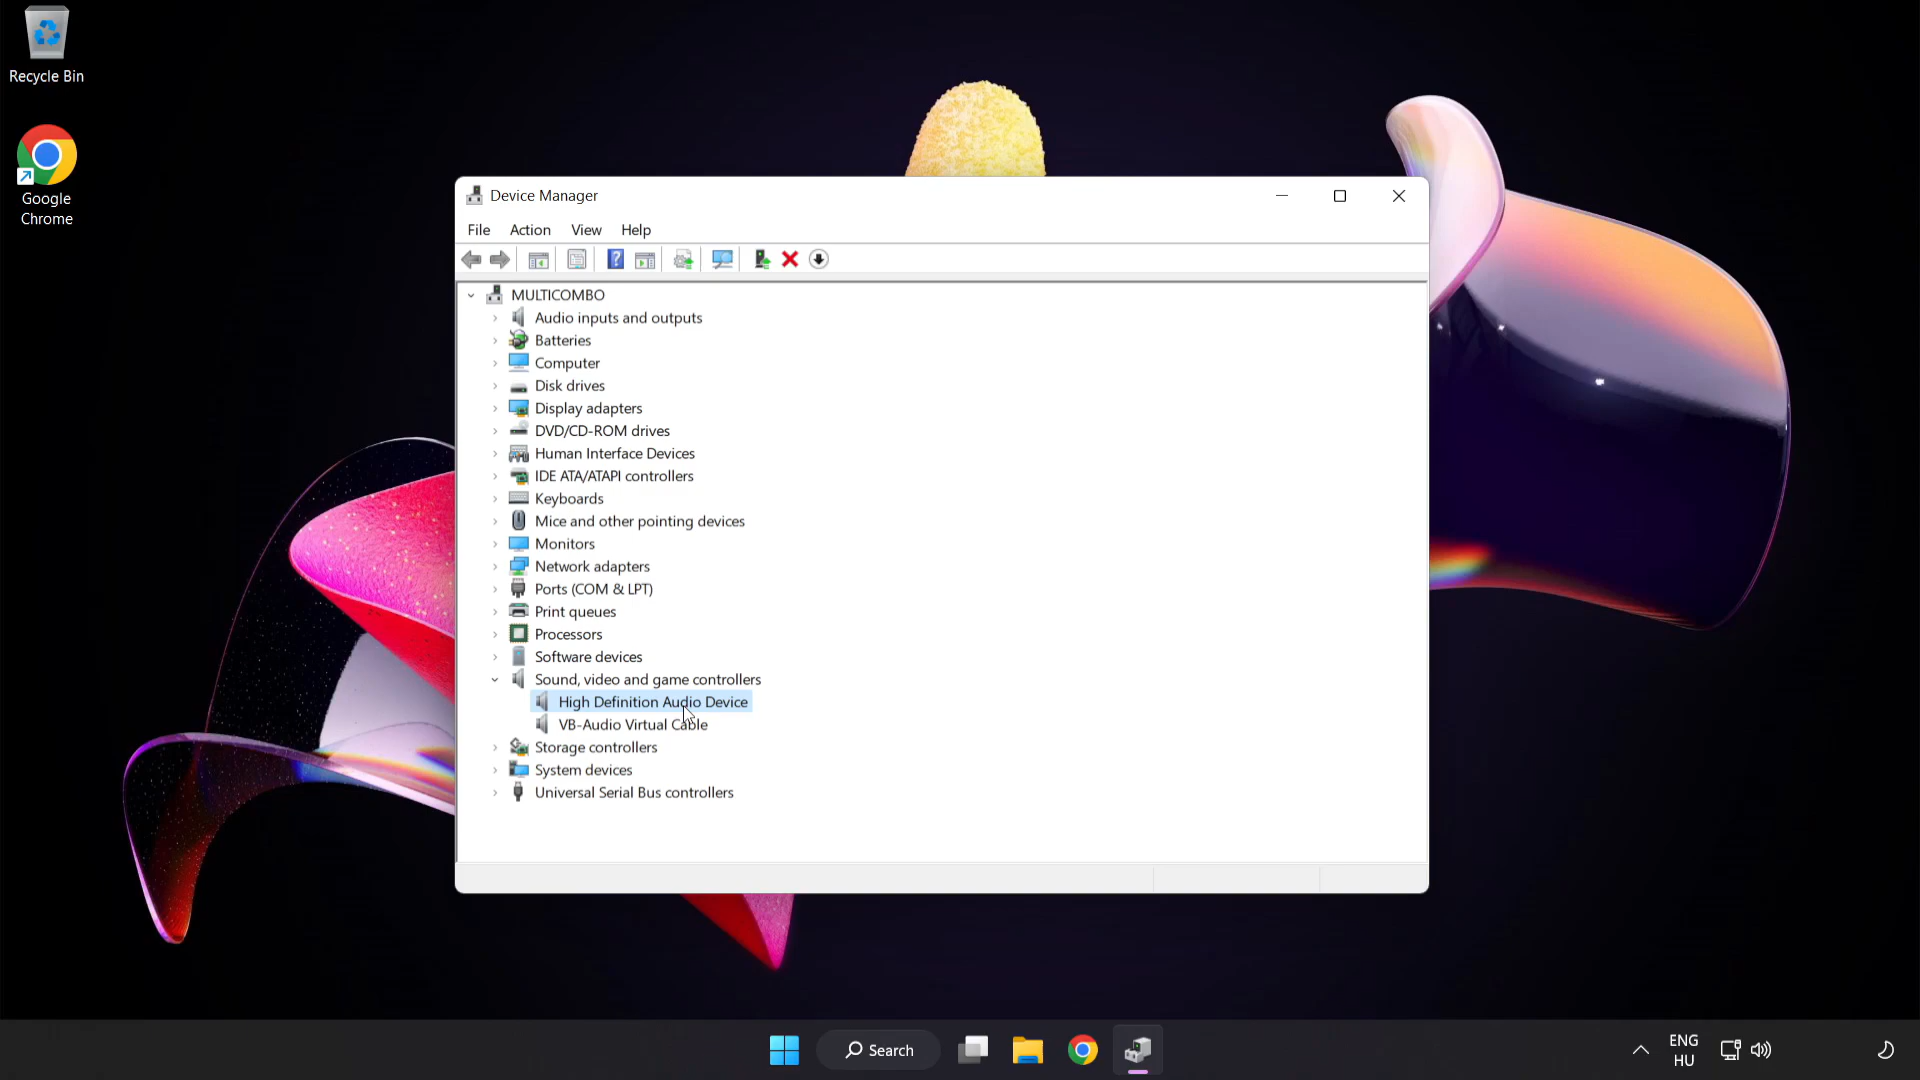 Recycle Bin
Google
Chrome
Device Manager
File Action View Help
MULTICOMBO
Audio inputs and outputs
Batteries
Computer
Disk drives
Display adapters
DVD/CD-ROM drives
Human Interface Devices
IDE ATA/ATAPI controllers
Keyboards
Mice and other pointing devices
Monitors
Network adapters
Ports (COM & LPT)
Print queues
Processors
Software devices
Sound, video and game controllers
High Definition Audio Device
VB-Audio Virtual Cable
Storage controllers
System devices
Universal Serial Bus controllers
Search
ENG
HU